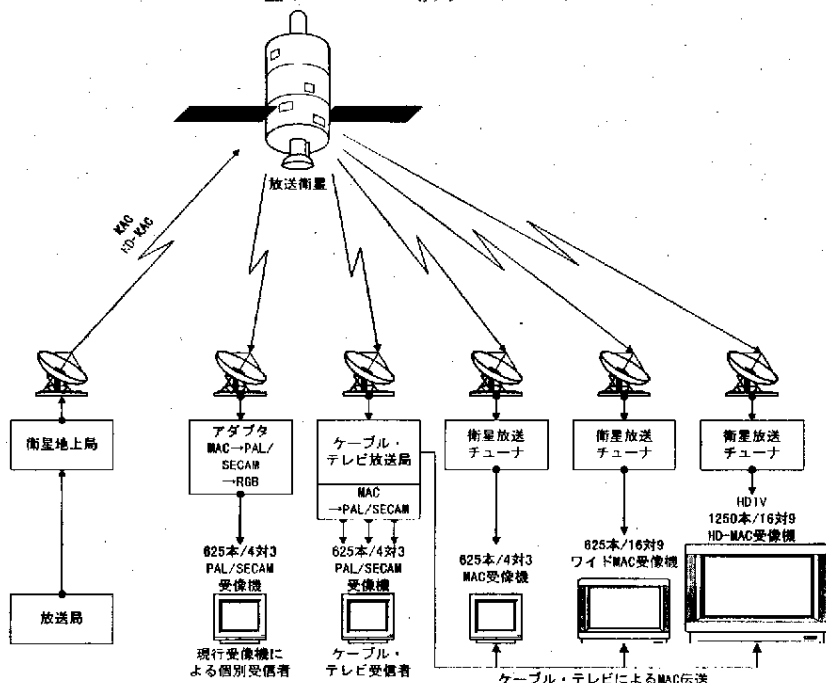 放送衛星
MAC
HD-MAC
衛星地上局
放送局
アダプタ
MAC→PAL/
SECAM
→RGB
625本/4対3
PAL/SECAM
受像機
現行受像機に
よる個別受信者
ケーブル・
テレビ放送局
MAC
→PAL/SECAM
625本/4対3
PAL/SECAM
受像機
ケーブル・
テレビ受信者
衛星放送
チューナ
625本/4対3
MAC受像機
衛星放送
チューナ
625本/16対9
ワイドMAC受像機
衛星放送
チューナ
HDTV
1250本/16対9
HD-MAC受像機
ケーブル・テレビによるMAC伝送